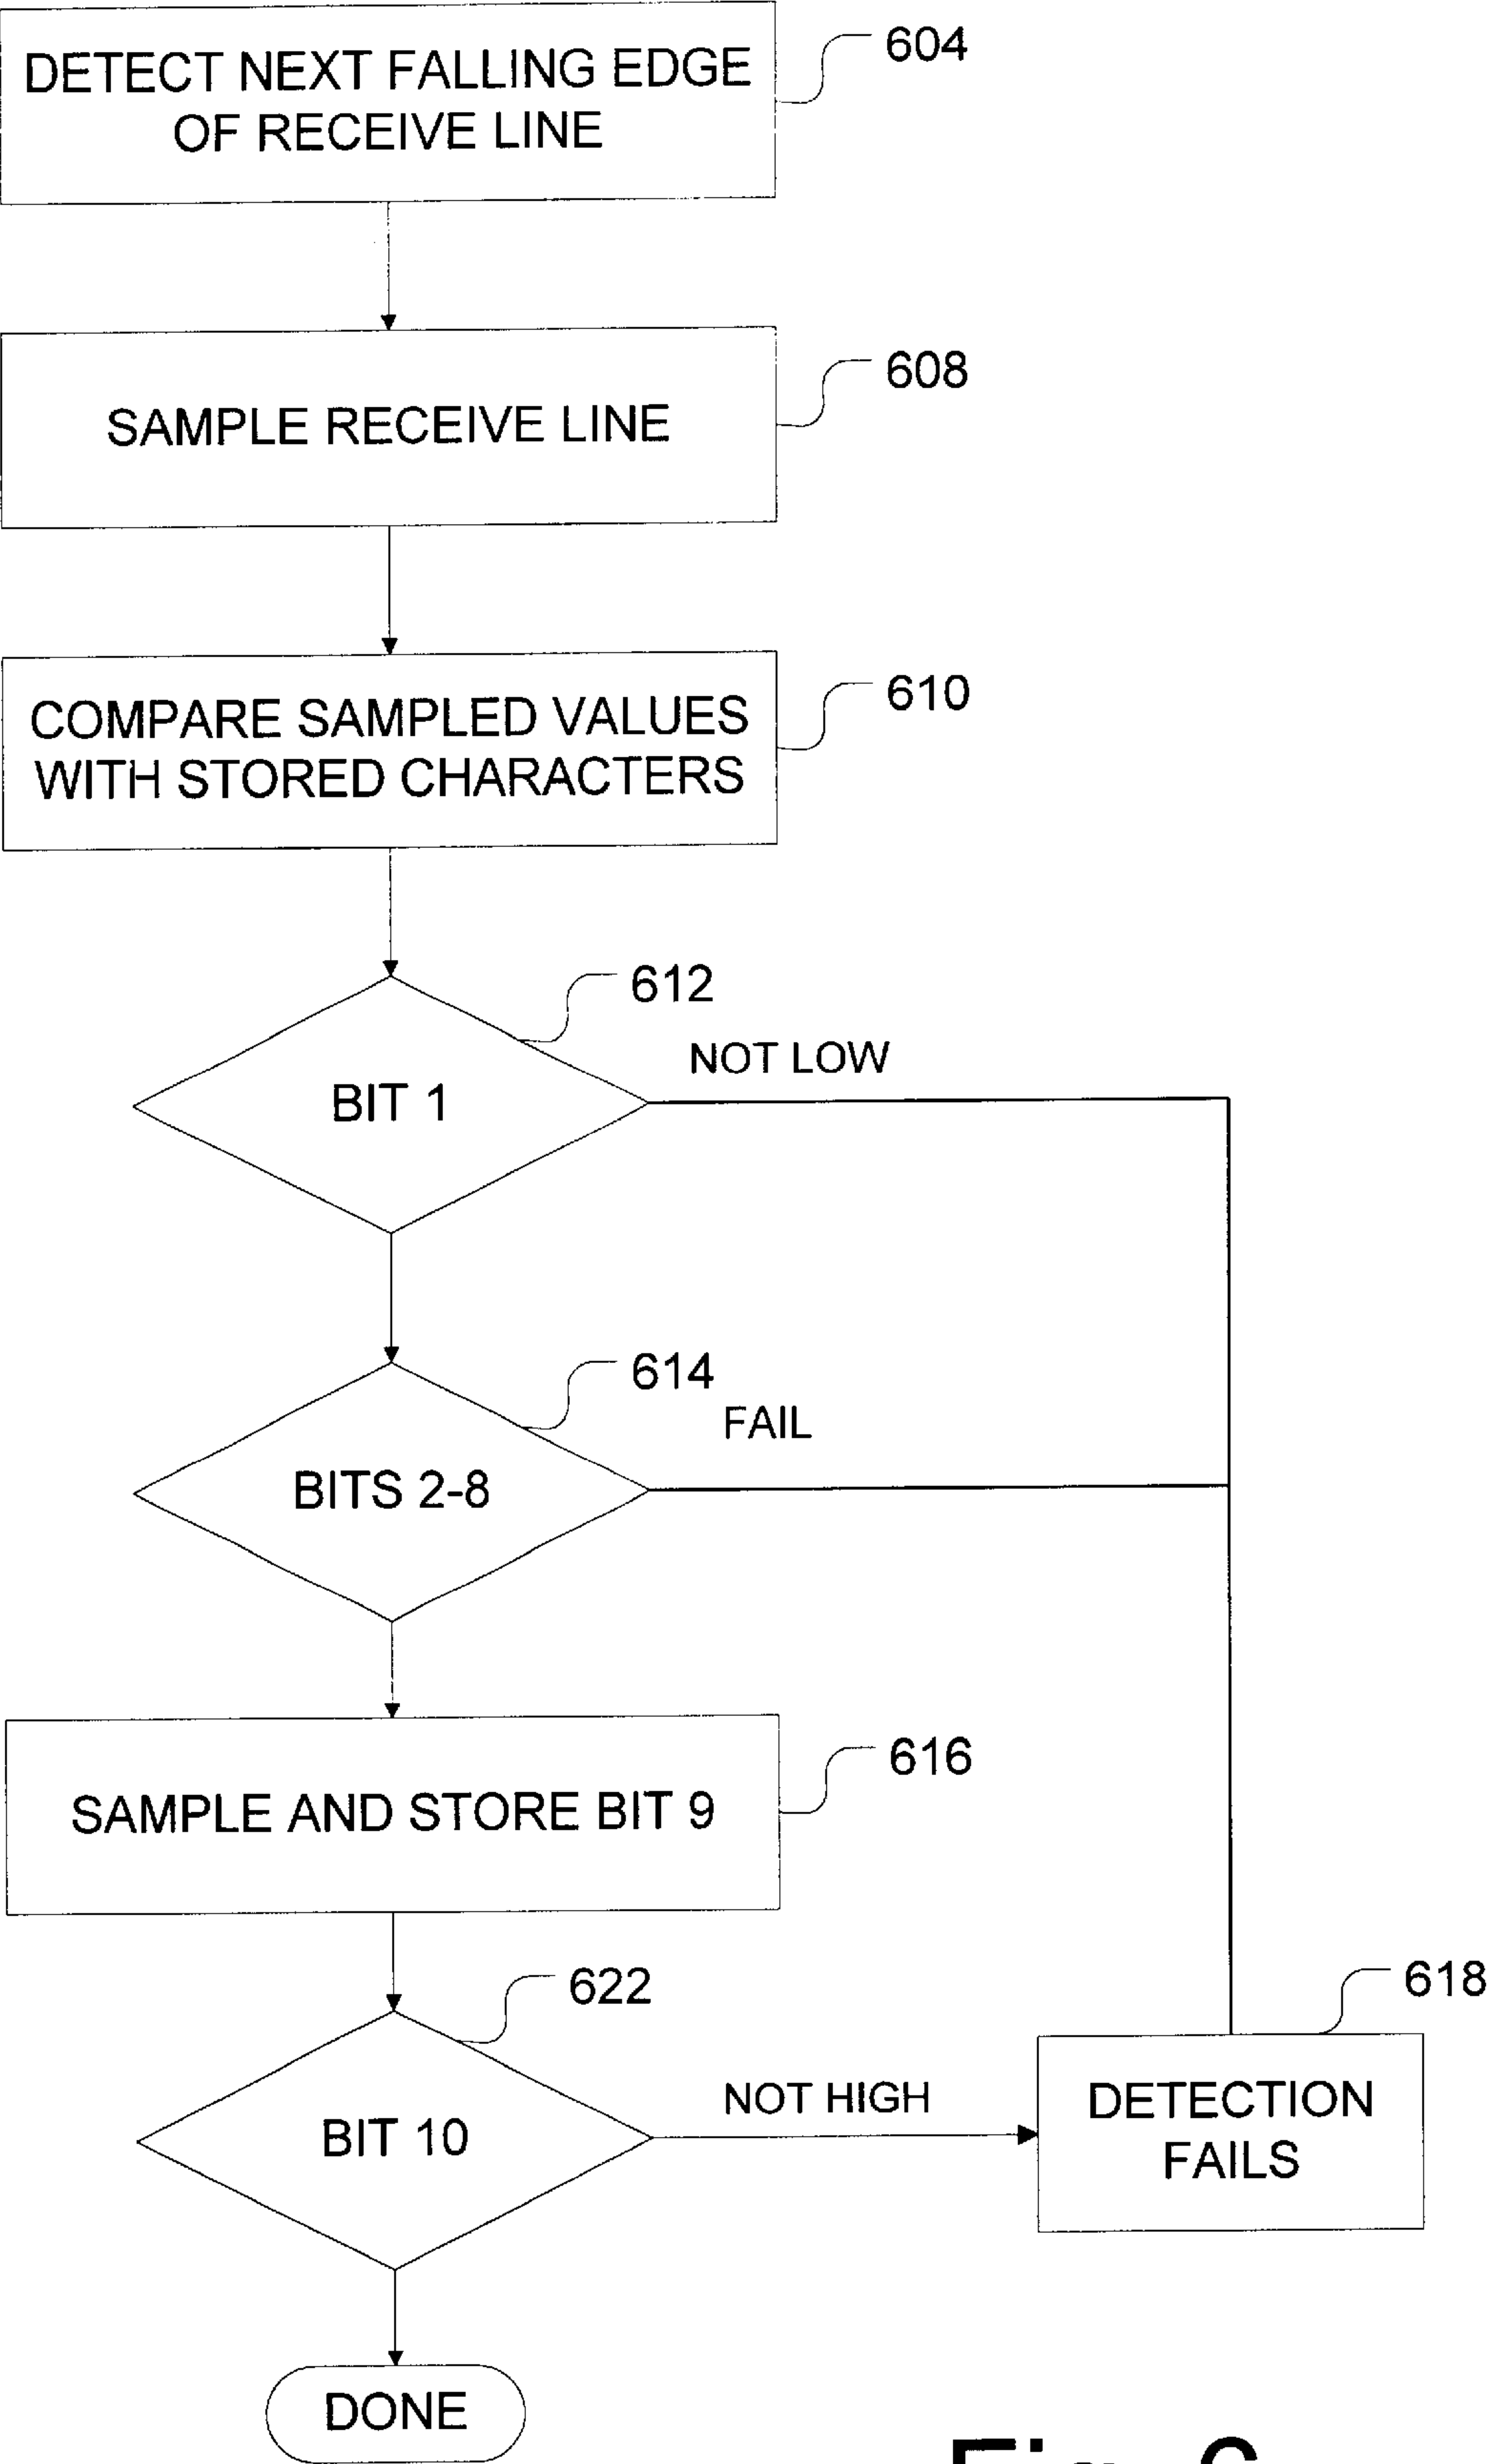 DETECT NEXT FALLING EDGE
OF RECEIVE LINE
604
SAMPLE RECEIVE LINE
608
COMPARE SAMPLED VALUES
WITH STORED CHARACTERS
610
612
NOT LOW
BIT 1
614
FAIL
BITS 2-8
616
SAMPLE AND STORE BIT 9
622
618
NOT HIGH
BIT 10
DETECTION
FAILS
DONE